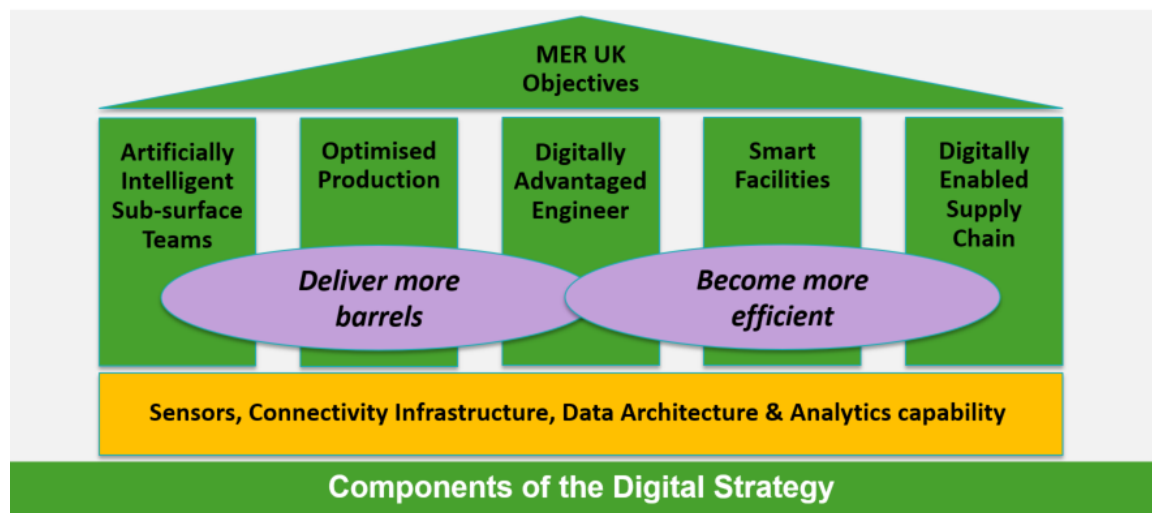 MER UK
Objectives
Artificially
Intelligent
Sub-surface
Teams
Optimised
Production
Digitally
Advantaged
Engineer
Smart
Facilities
Digitally
Enabled
Supply
Chain
Deliver more
barrels
Become more
efficient
Sensors, Connectivity Infrastructure, Data Architecture & Analytics capability
Components of the Digital Strategy